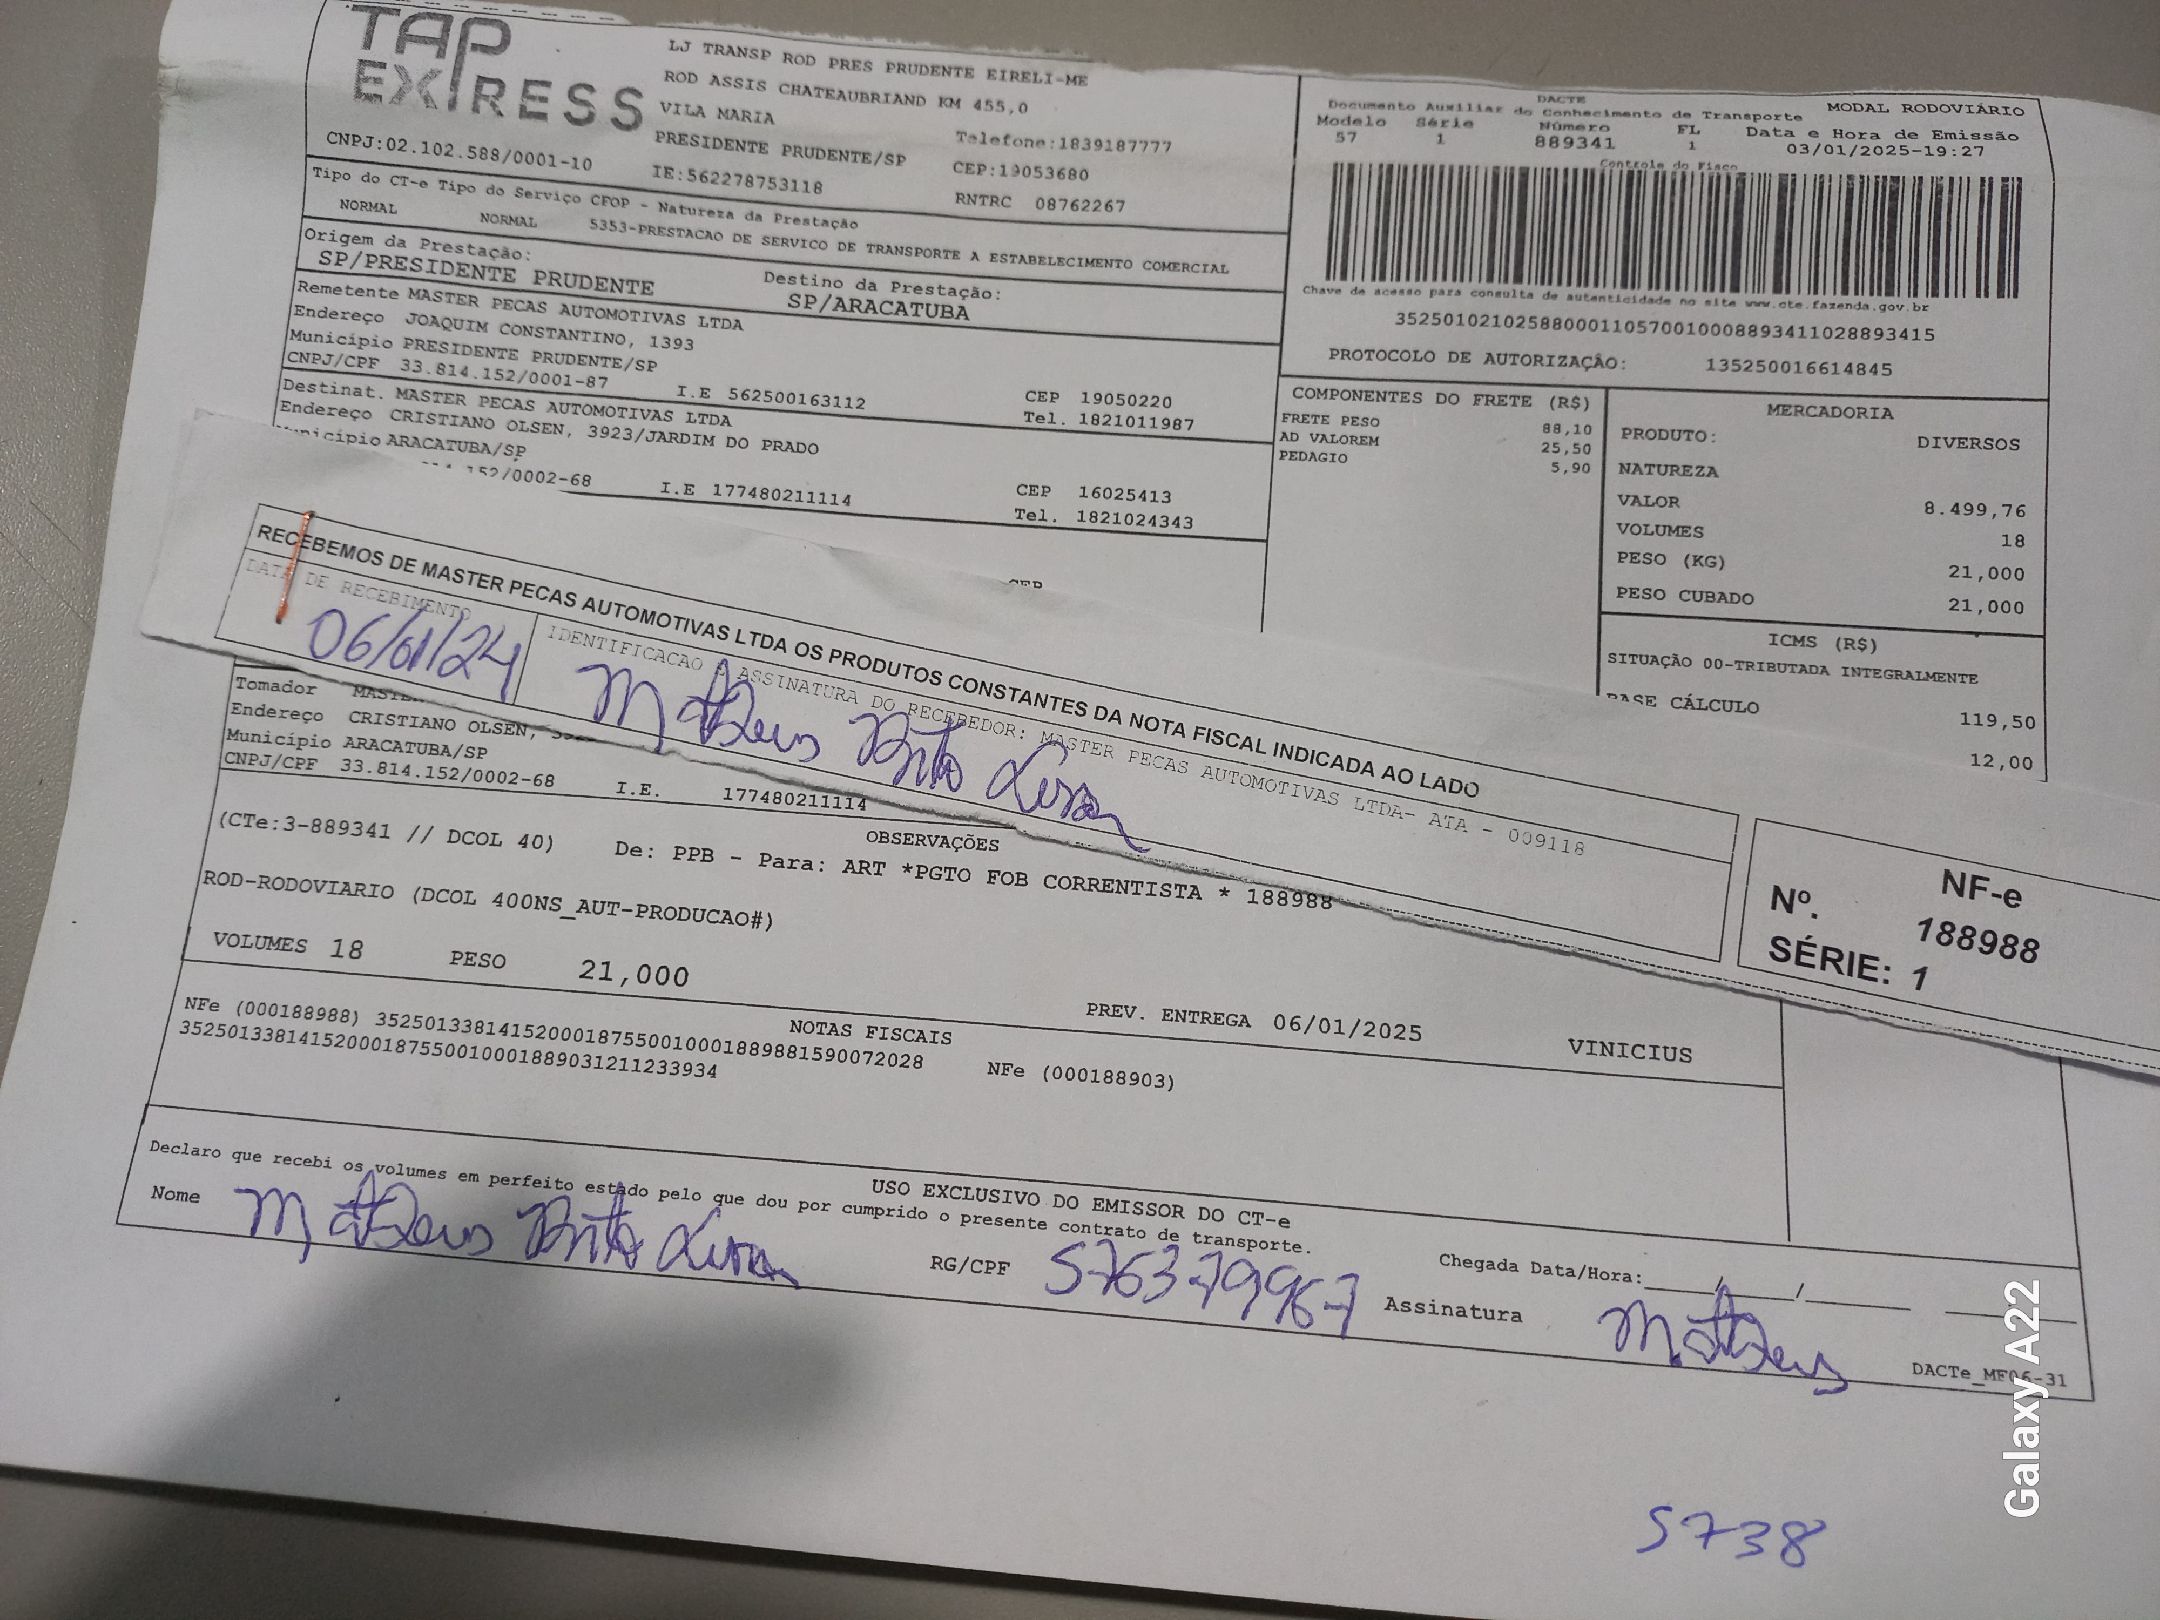 TAP
EXPRESS
LJ TRANSP ROD PRES PRUDENTE EIRELI-ME
ROD ASSIS CHATEAUBRIAND KM 455,0
VILA MARIA
PRESIDENTE PRUDENTE/SP
Telefone:1839187777
CEP:19053680
CNPJ:02.102.588/0001-10
IE:562278753118
RNTRC 08762267
DACTE
MODAL RODOVIÁRIO
Documento Auxiliar do Conhecimento de Transporte
Modelo Série Número FL Data e Hora de Emissão
57 1 889341 1 03/01/2025-19:27
Controle do Fisco
Chave de acesso para consulta de autenticidade no site www.cte.fazenda.gov.br
35250102102588000110570010008893411028893415
PROTOCOLO DE AUTORIZAÇÃO: 135250016614845
Tipo do CT-e Tipo do Serviço CFOP - Natureza da Prestação
NORMAL NORMAL 5353-PRESTACAO DE SERVICO DE TRANSPORTE A ESTABELECIMENTO COMERCIAL
Origem da Prestação:
SP/PRESIDENTE PRUDENTE
Destino da Prestação:
SP/ARACATUBA
Remetente MASTER PECAS AUTOMOTIVAS LTDA
Endereço JOAQUIM CONSTANTINO, 1393
Município PRESIDENTE PRUDENTE/SP
CNPJ/CPF 33.814.152/0001-87 I.E 562500163112
CEP 19050220
Tel. 1821011987
Destinat. MASTER PECAS AUTOMOTIVAS LTDA
Endereço CRISTIANO OLSEN, 3923/JARDIM DO PRADO
Município ARACATUBA/SP
152/0002-68 I.E 177480211114
CEP 16025413
Tel. 1821024343
CEP
COMPONENTES DO FRETE (R$)
FRETE PESO 88,10
AD VALOREM 25,50
PEDAGIO 5,90
MERCADORIA
PRODUTO: DIVERSOS
NATUREZA
VALOR 8.499,76
VOLUMES 18
PESO (KG) 21,000
PESO CUBADO 21,000
ICMS (R$)
SITUAÇÃO 00-TRIBUTADA INTEGRALMENTE
BASE CÁLCULO 119,50
12,00
RECEBEMOS DE MASTER PECAS AUTOMOTIVAS LTDA OS PRODUTOS CONSTANTES DA NOTA FISCAL INDICADA AO LADO
DATA DE RECEBIMENTO
06/01/24
IDENTIFICACAO E ASSINATURA DO RECEBEDOR: MASTER PECAS AUTOMOTIVAS LTDA- ATA - 009118
Matheus Brito
NF-e
Nº. 188988
SÉRIE: 1
Tomador
Endereço CRISTIANO OLSEN,
Município ARACATUBA/SP
CNPJ/CPF 33.814.152/0002-68 I.E. 177480211114
OBSERVAÇÕES
(CTe:3-889341 // DCOL 40) De: PPB - Para: ART *PGTO FOB CORRENTISTA * 188988
ROD-RODOVIARIO (DCOL 400NS_AUT-PRODUCAO#)
VOLUMES 18 PESO 21,000
PREV. ENTREGA 06/01/2025 VINICIUS
NOTAS FISCAIS
NFe (000188988) 35250133814152000187550010001889881590072028 NFe (000188903)
35250133814152000187550010001889031211233934
USO EXCLUSIVO DO EMISSOR DO CT-e
Declaro que recebi os volumes em perfeito estado pelo que dou por cumprido o presente contrato de transporte.
Nome Matheus Brito
RG/CPF 576379967
Chegada Data/Hora:
Assinatura Matheus
DACTe_MF06-31
5738
Galaxy A22